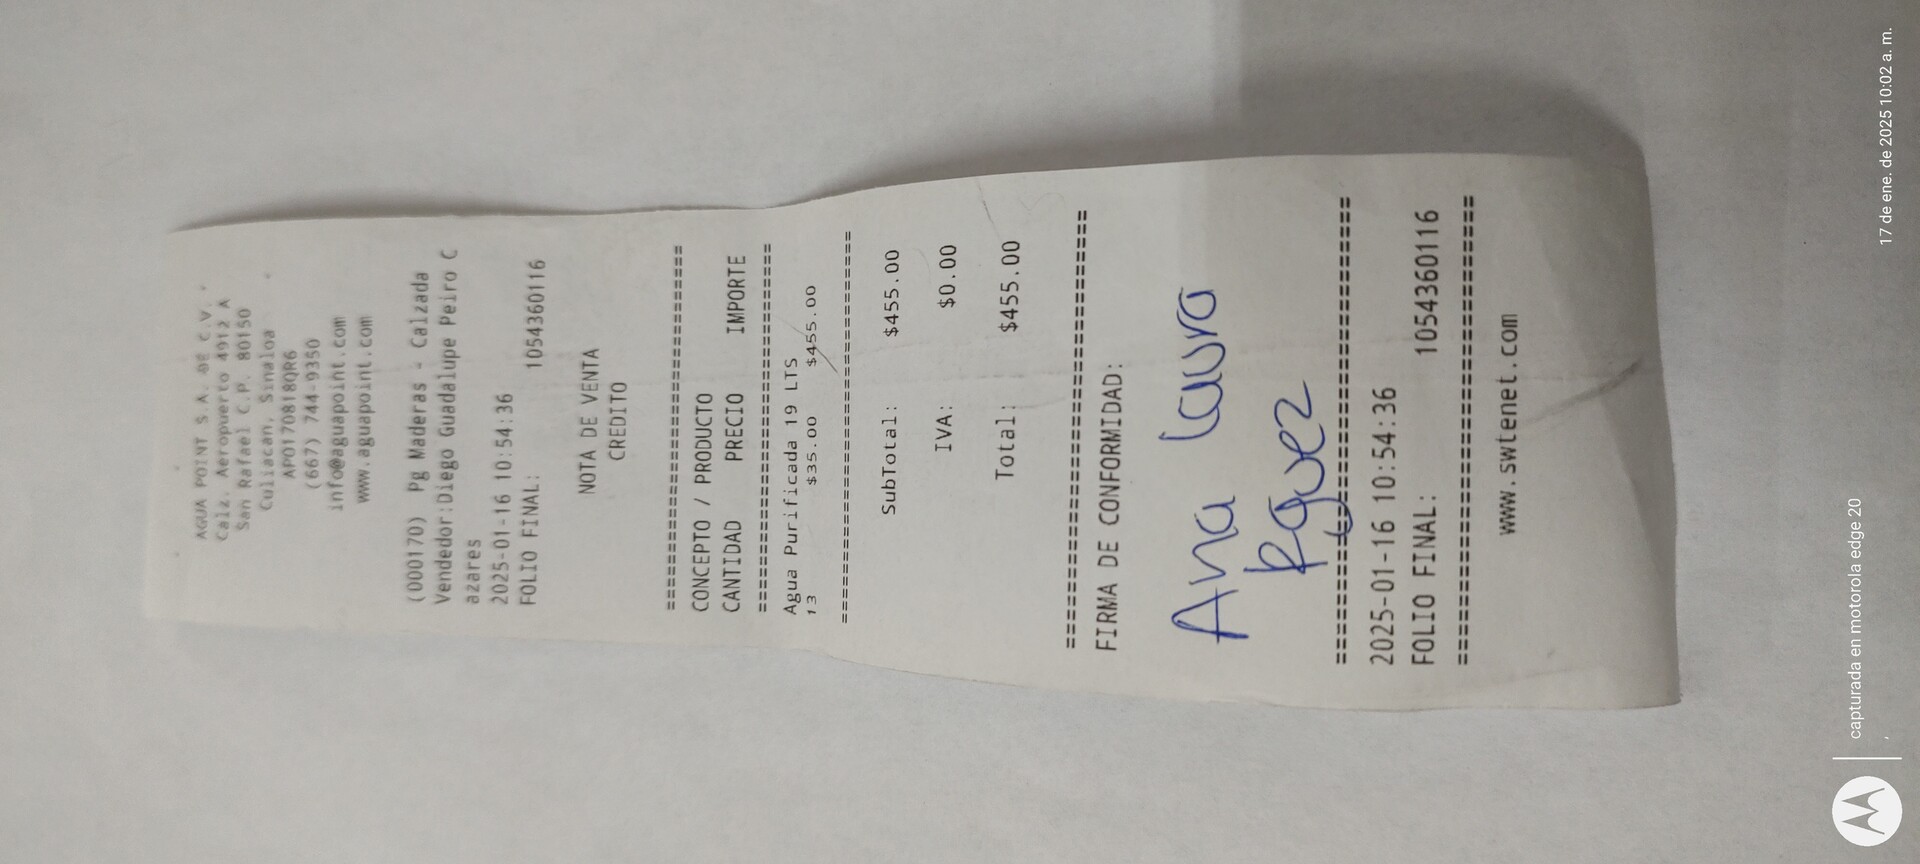 AGUA POINT S.A. DE C.V.
Calz. Aeropuerto 4912 A
San Rafael C.P. 80150
Culiacan, Sinaloa
APO170818QR6
(667) 744-9350
info@aguapoint.com
www.aguapoint.com
(000170) Pg Maderas - Calzada
Vendedor:Diego Guadalupe Peiro C
azares
2025-01-16 10:54:36
FOLIO FINAL: 1054360116
NOTA DE VENTA
CREDITO
================================
CONCEPTO / PRODUCTO
CANTIDAD PRECIO IMPORTE
================================
Agua Purificada 19 LTS
13 $35.00 $455.00
================================
SubTotal: $455.00
IVA: $0.00
Total: $455.00
================================
FIRMA DE CONFORMIDAD:
Ana Laura
Rguez
================================
2025-01-16 10:54:36
FOLIO FINAL: 1054360116
================================
www.swtenet.com
capturada en motorola edge 20
17 de ene. de 2025 10:02 a. m.